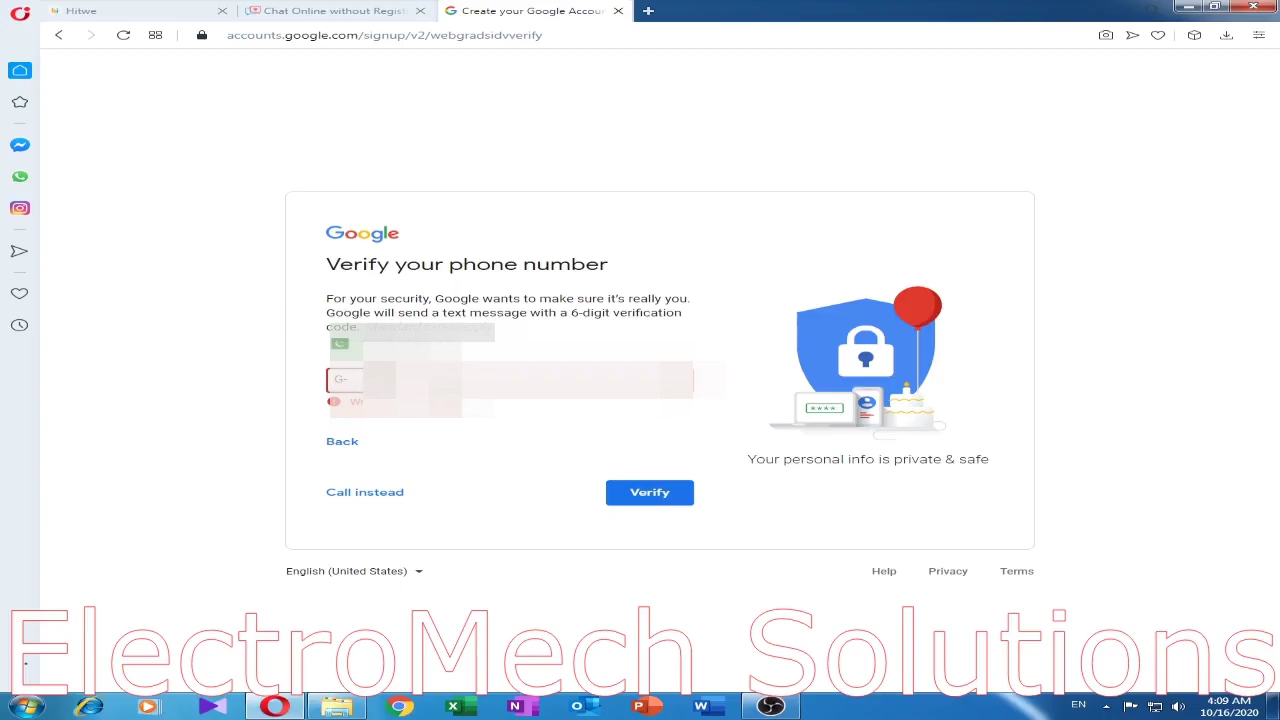 Hitwe
Chat Online without Regist
Create your Google Accoun
accounts.google.com/signup/v2/webgradsidvverify
Google
Verify your phone number
For your security, Google wants to make sure it's really you.
Google will send a text message with a 6-digit verification
code.
G-
Back
Call instead
Verify
****
Your personal info is private & safe
English (United States)
Help
Privacy
Terms
ElectroMech Solutions
EN
4:09 AM
10/16/2020